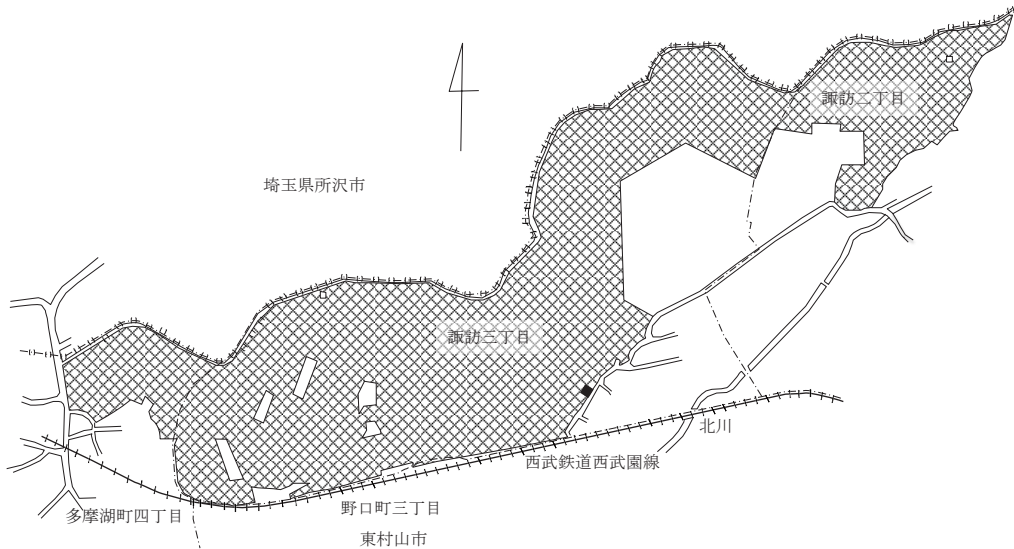 諏訪二丁目
埼玉県所沢市
諏訪三丁目
北川
西武鉄道西武園線
野口町三丁目
多摩湖町四丁目
東村山市